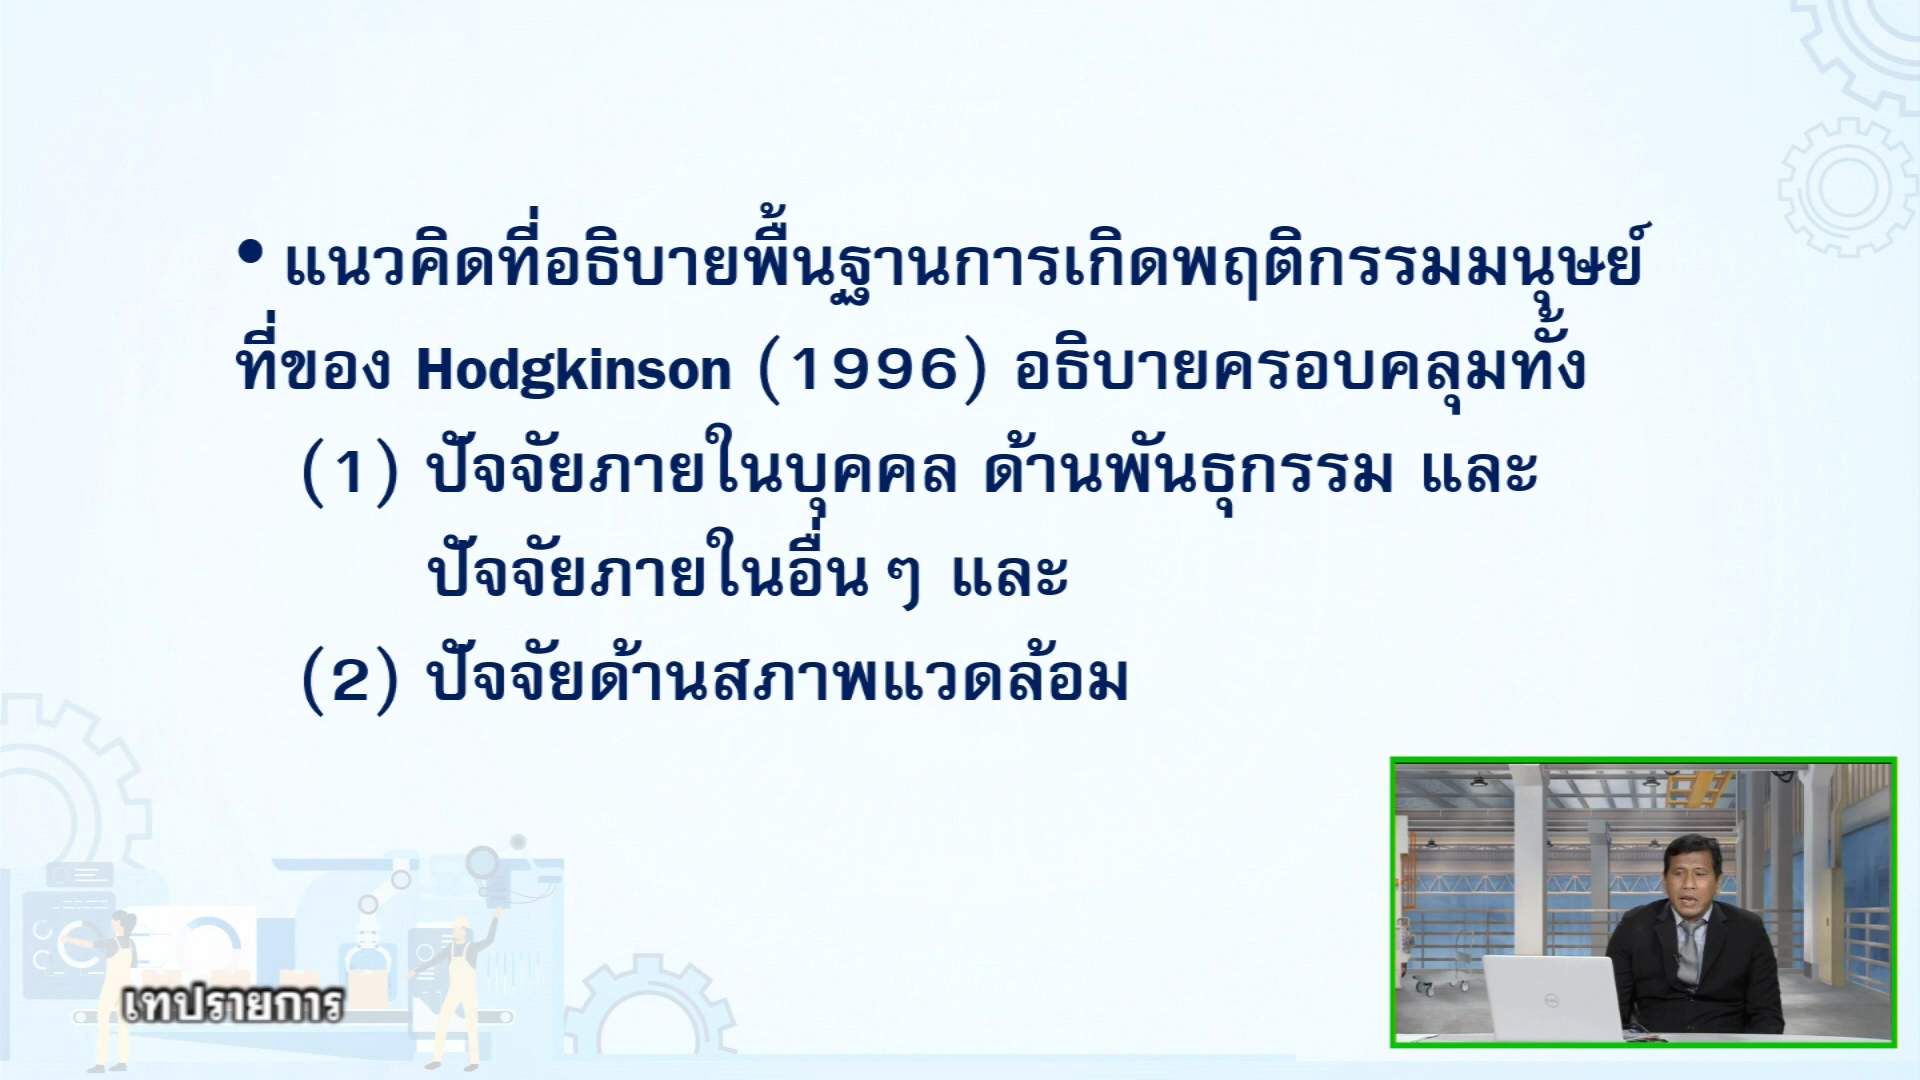 • แนวคิดที่อธิบายพื้นฐานการเกิดพฤติกรรมมนุษย์
ที่ของ Hodgkinson (1996) อธิบายครอบคลุมทั้ง
(1) ปัจจัยภายในบุคคล ด้านพันธุกรรม และ
ปัจจัยภายในอื่น ๆ และ
(2) ปัจจัยด้านสภาพแวดล้อม
เทปรายการ